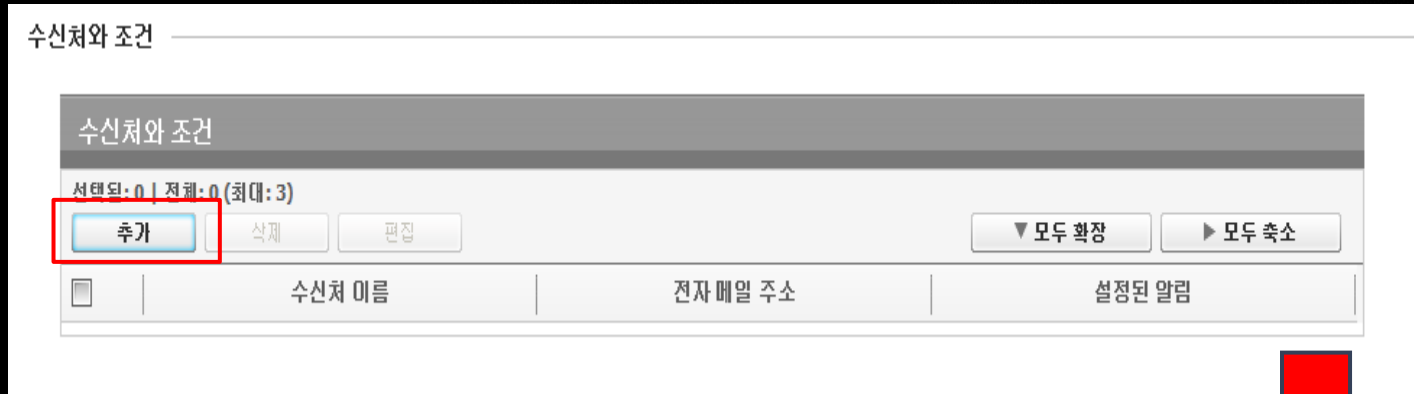 수신처와 조건
수신처와 조건
선택됨: 0 | 전체: 0 (최대: 3)
추가 삭제 편집 ▼ 모두 확장 ▶ 모두 축소
수신처 이름 전자 메일 주소 설정된 알림